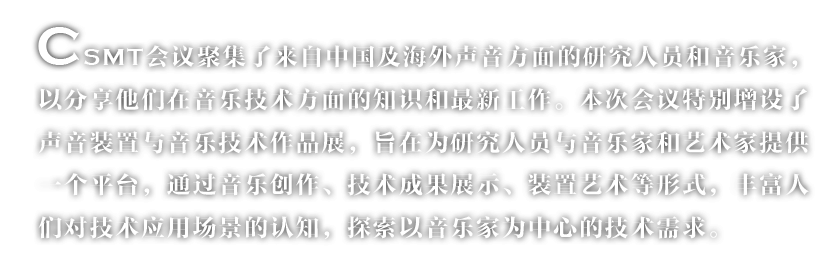 CSMT会议聚集了来自中国及海外声音方面的研究人员和音乐家，
以分享他们在音乐技术方面的知识和最新工作。本次会议特别增设了
声音装置与音乐技术作品展，旨在为研究人员与音乐家和艺术家提供
一个平台，通过音乐创作、技术成果展示、装置艺术等形式，丰富人
们对技术应用场景的认知，探索以音乐家为中心的技术需求。